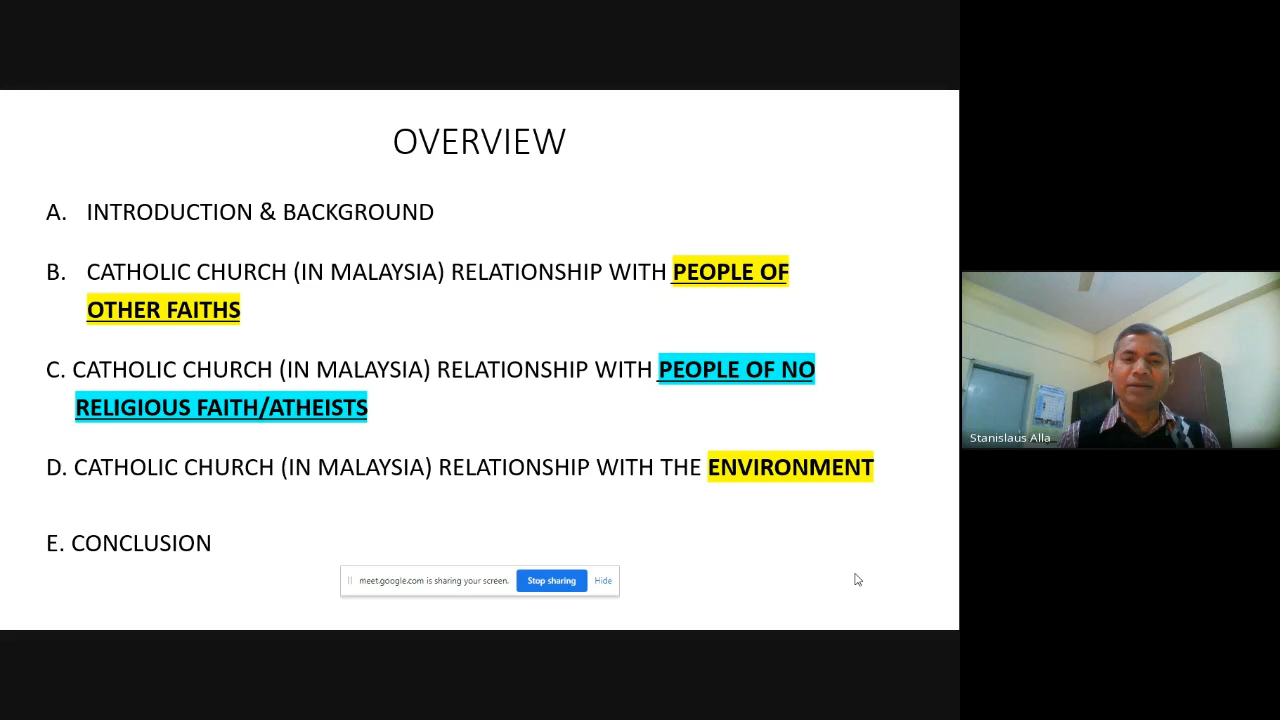 OVERVIEW
A. INTRODUCTION & BACKGROUND
B. CATHOLIC CHURCH (IN MALAYSIA) RELATIONSHIP WITH PEOPLE OF
OTHER FAITHS
C. CATHOLIC CHURCH (IN MALAYSIA) RELATIONSHIP WITH PEOPLE OF NO
RELIGIOUS FAITH/ATHEISTS
D. CATHOLIC CHURCH (IN MALAYSIA) RELATIONSHIP WITH THE ENVIRONMENT
E. CONCLUSION
meet.google.com is sharing your screen. Stop sharing Hide
Stanislaus Alla